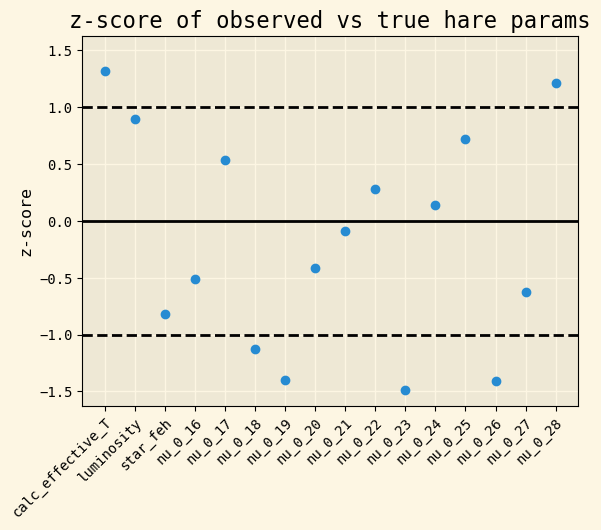 z-score of observed vs true hare params
z-score
1.5
1.0
0.5
0.0
−0.5
−1.0
−1.5
calc_effective_T
luminosity
star_feh
nu_0_16
nu_0_17
nu_0_18
nu_0_19
nu_0_20
nu_0_21
nu_0_22
nu_0_23
nu_0_24
nu_0_25
nu_0_26
nu_0_27
nu_0_28